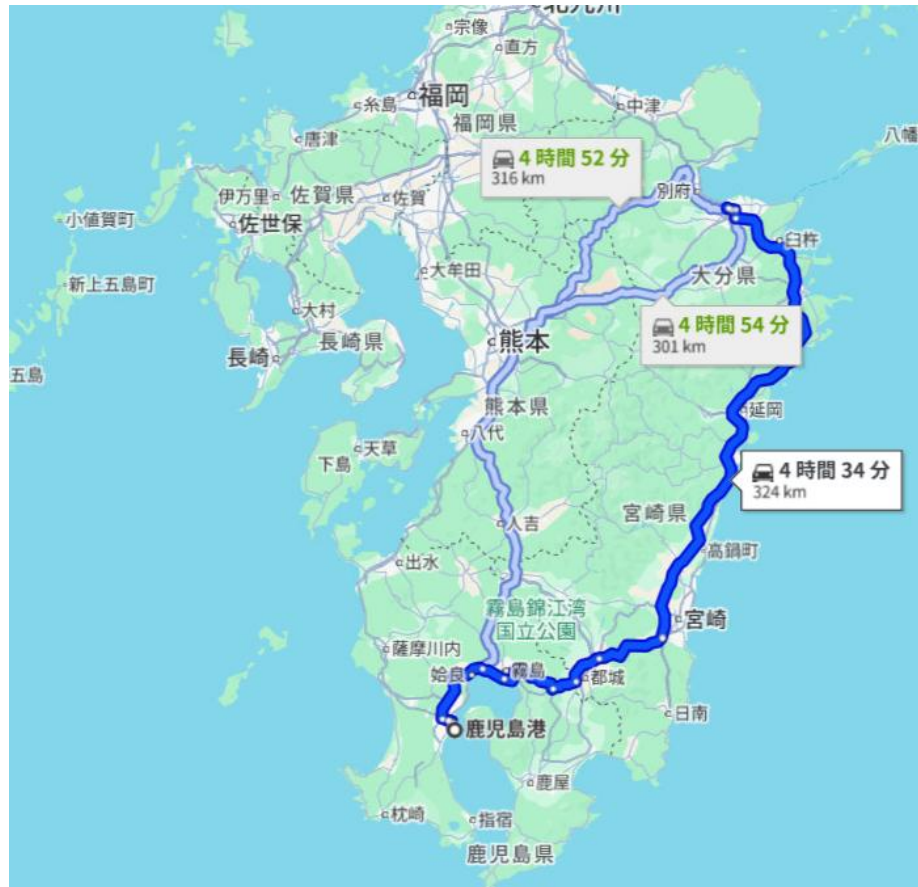 北九州
宗像
直方
福岡
糸島
中津
福岡県
唐津
八幡
4 時間 52 分
316 km
別府
伊万里
佐賀県
佐賀
小値賀町
佐世保
臼杵
大牟田
大分県
新上五島町
大村
4 時間 54 分
301 km
長崎県
熊本
長崎
五島
熊本県
延岡
八代
天草
下島
4 時間 34 分
324 km
宮崎県
人吉
高鍋町
出水
霧島錦江湾
国立公園
宮崎
薩摩川内
姶良
霧島
都城
日南
鹿児島港
鹿屋
枕崎
指宿
鹿児島県